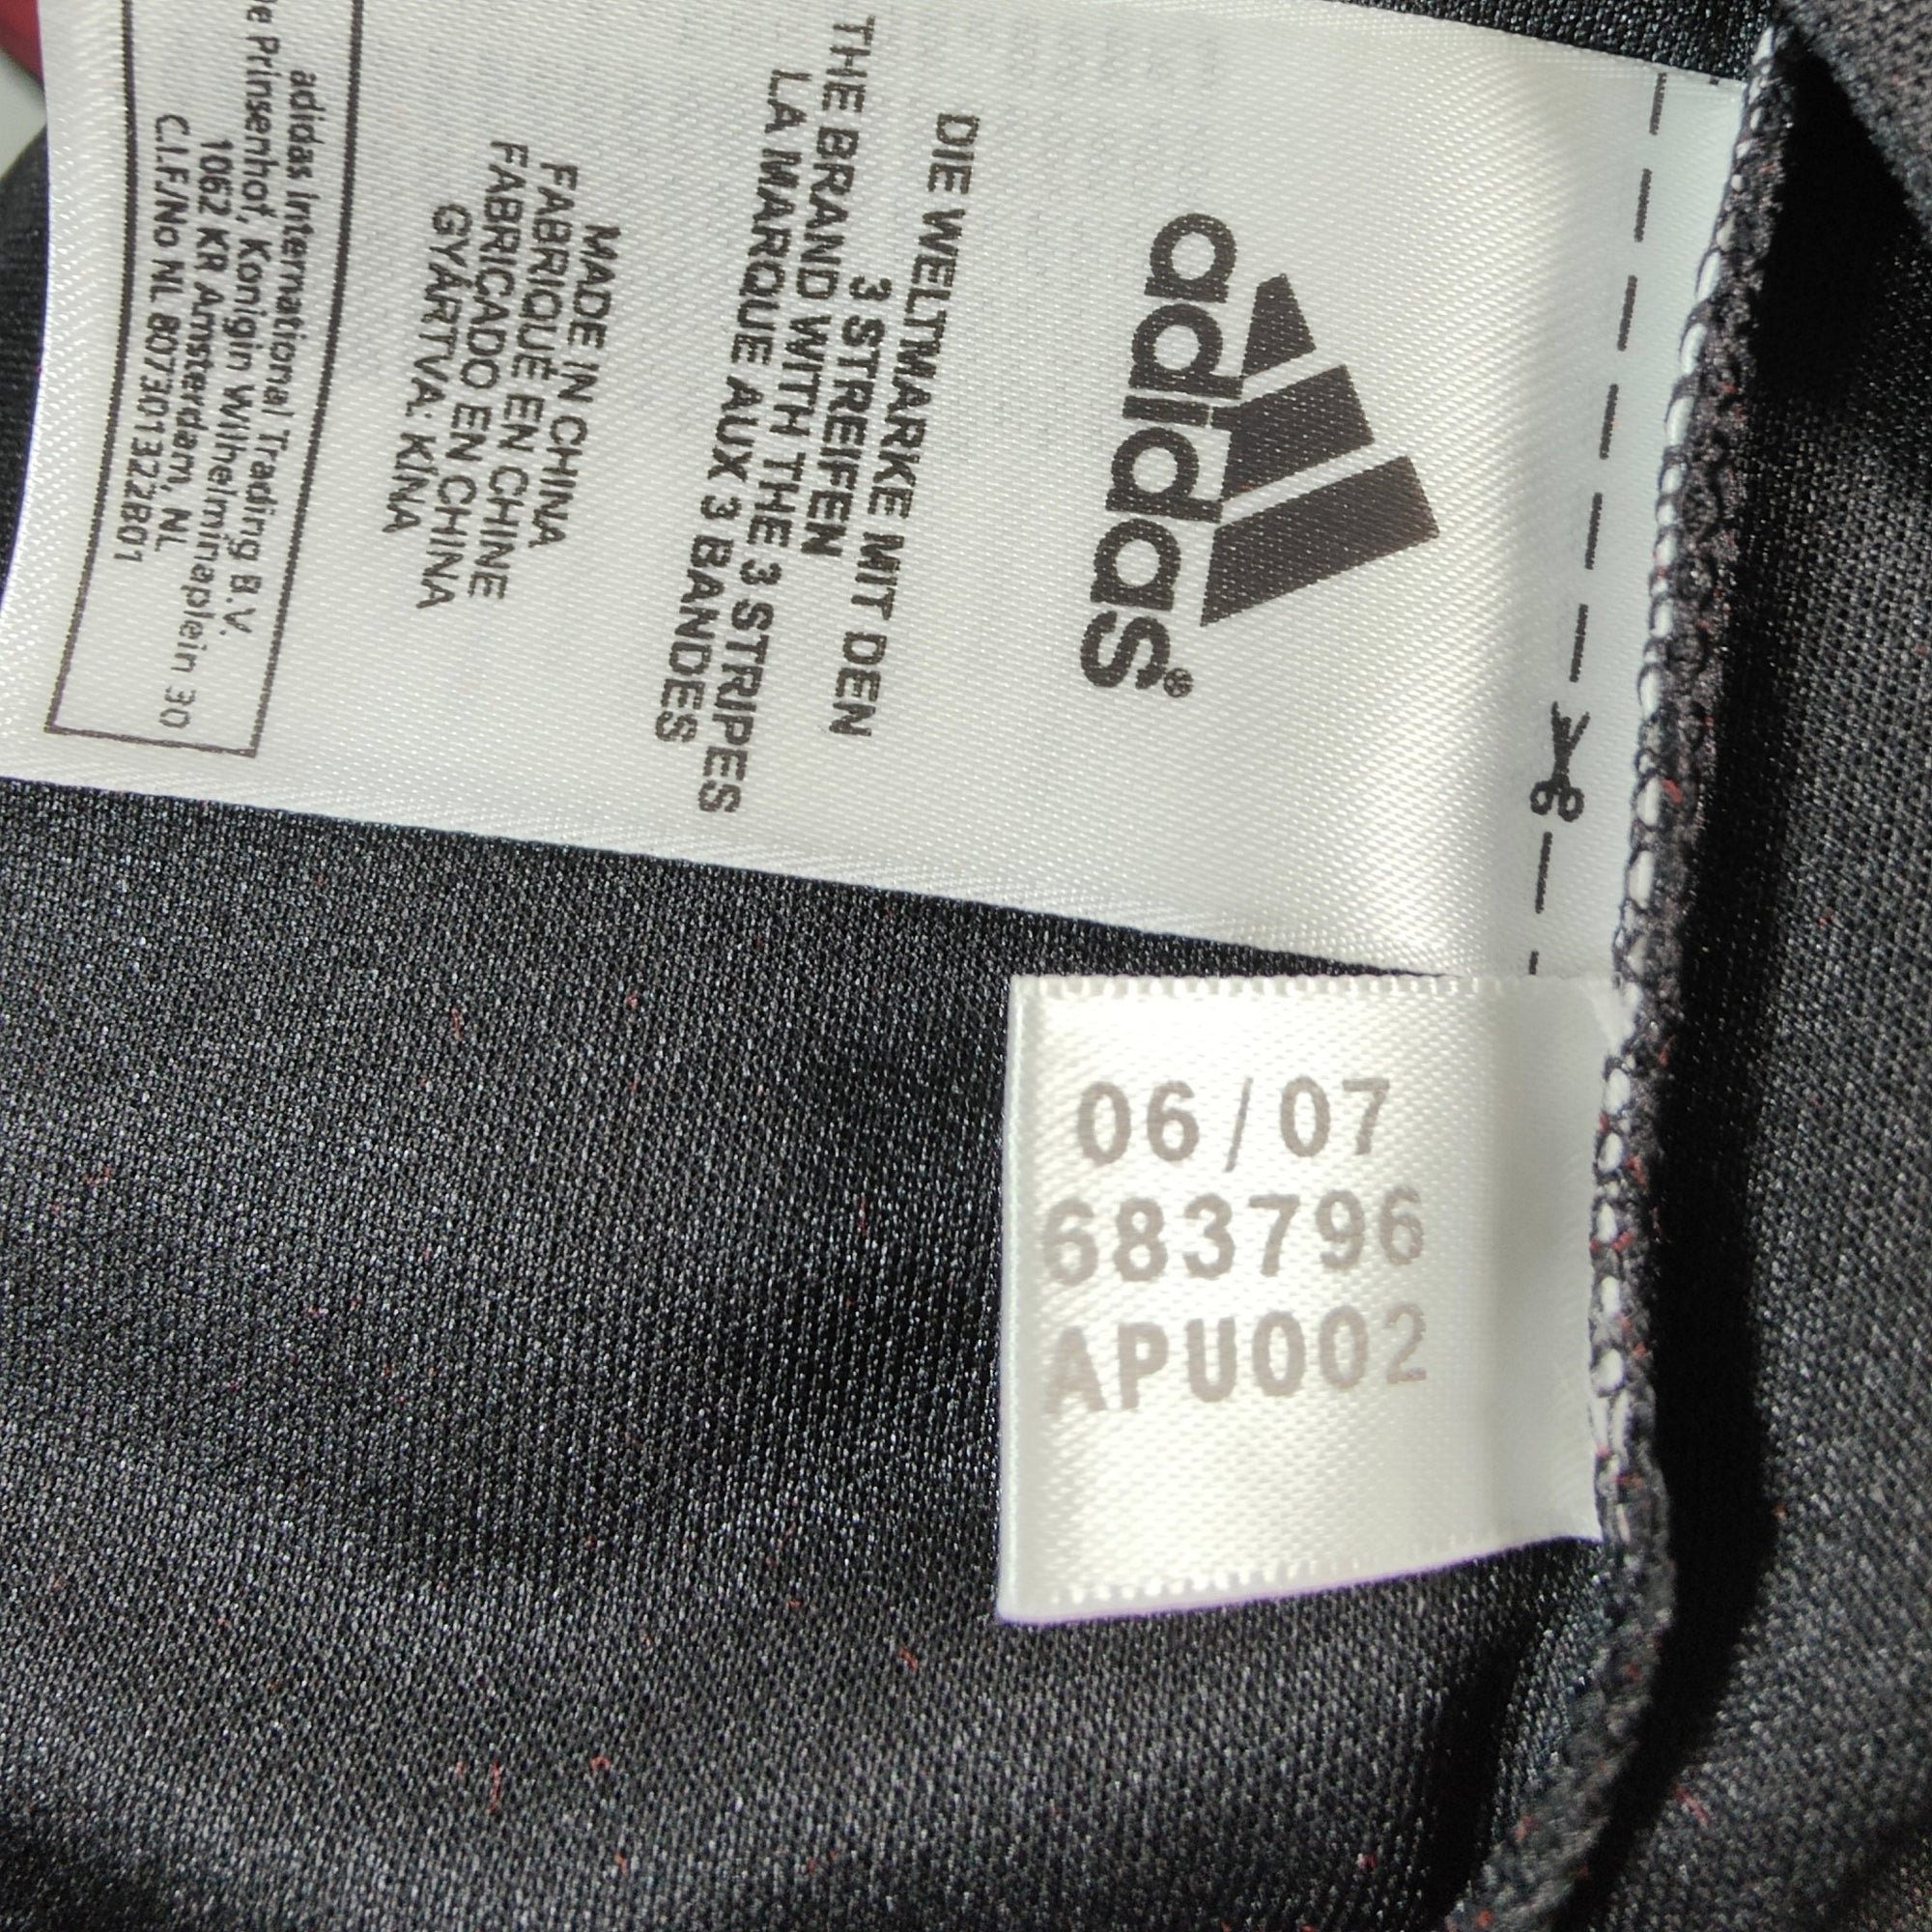 adidas®
DIE WELTMARKE MIT DEN
3 STREIFEN
THE BRAND WITH THE 3 STRIPES
LA MARQUE AUX 3 BANDES
MADE IN CHINA
FABRIQUÉ EN CHINE
FABRICADO EN CHINA
GYÁRTVA: KÍNA
adidas International Trading B.V.
Prinsenhof, Konigin Wilhelminaplein 30
1062 KR Amsterdam, NL
C.I.F./No NL 807301322B01
06/07
683796
APU002